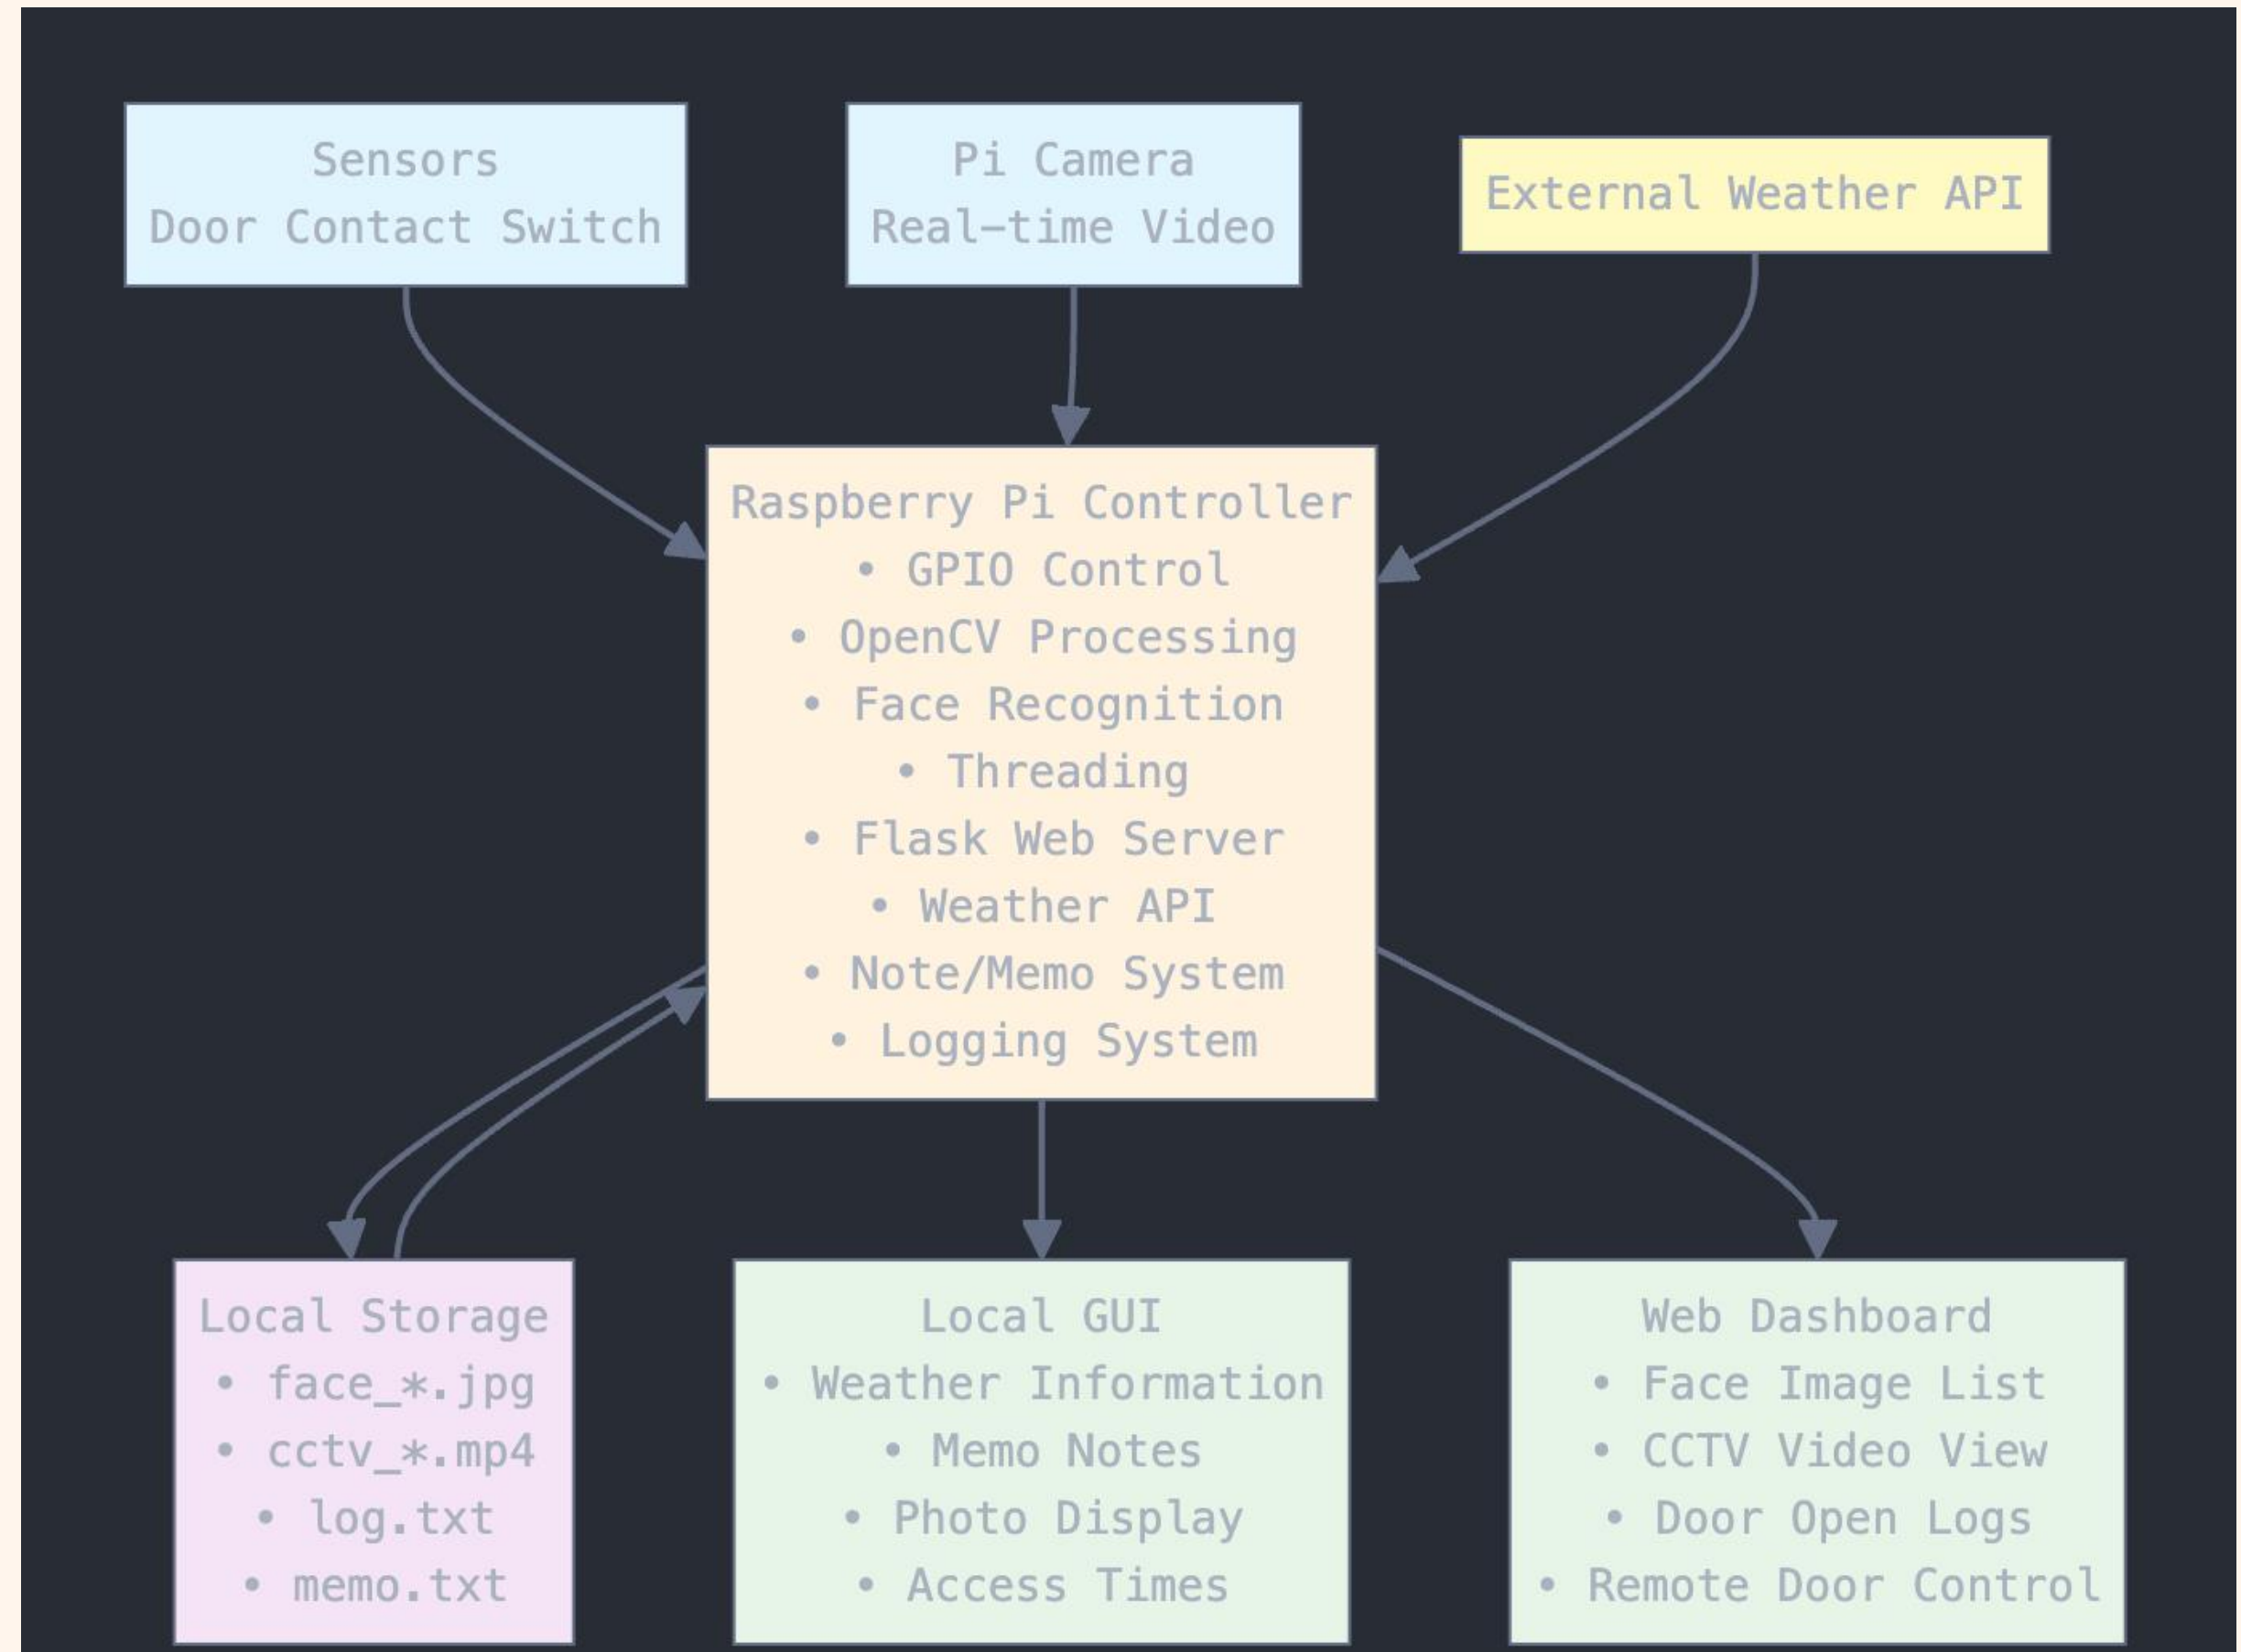 Sensors
Door Contact Switch
Pi Camera
Real-time Video
External Weather API
Raspberry Pi Controller
• GPIO Control
• OpenCV Processing
• Face Recognition
• Threading
• Flask Web Server
• Weather API
• Note/Memo System
• Logging System
Local Storage
• face_*.jpg
• cctv_*.mp4
• log.txt
• memo.txt
Local GUI
• Weather Information
• Memo Notes
• Photo Display
• Access Times
Web Dashboard
• Face Image List
• CCTV Video View
• Door Open Logs
• Remote Door Control